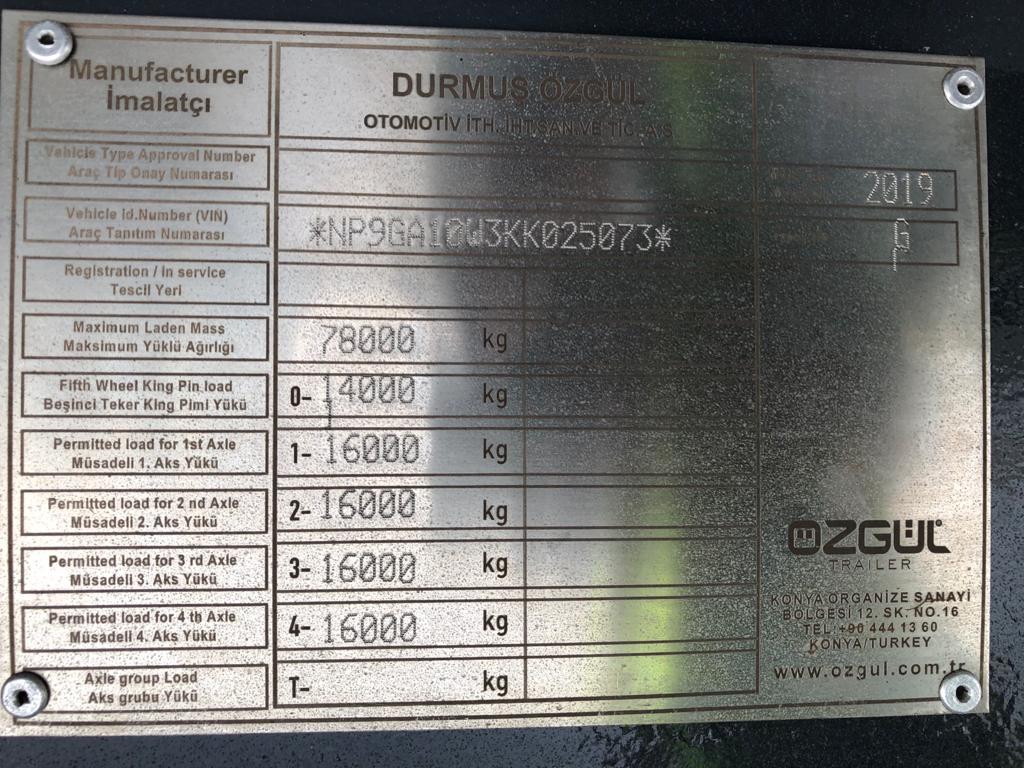 Manufacturer
İmalatçı
DURMUŞ ÖZGÜL
OTOMOTİV İTH. İHT.SAN.VE TİC. A.Ş.
Vehicle Type Approval Number
Araç Tip Onay Numarası
2019
Vehicle Id.Number (VIN)
Araç Tanıtım Numarası
*NP9GA10W3KK025073*
G
Registration / in service
Tescil Yeri
Maximum Laden Mass
Maksimum Yüklü Ağırlığı
78000 kg
Fifth Wheel King Pin load
Beşinci Teker King Pimi Yükü
0- 14000 kg
Permitted load for 1st Axle
Müsadeli 1. Aks Yükü
1- 16000 kg
Permitted load for 2 nd Axle
Müsadeli 2. Aks Yükü
2- 16000 kg
Permitted load for 3 rd Axle
Müsadeli 3. Aks Yükü
3- 16000 kg
Permitted load for 4 th Axle
Müsadeli 4. Aks Yükü
4- 16000 kg
Axle group Load
Aks grubu Yükü
T- kg
ÖZGÜL
TRAILER
KONYA ORGANİZE SANAYİ
BÖLGESİ 12. SK. NO.16
TEL +90 444 13 60
KONYA/TURKEY
www.ozgul.com.tr